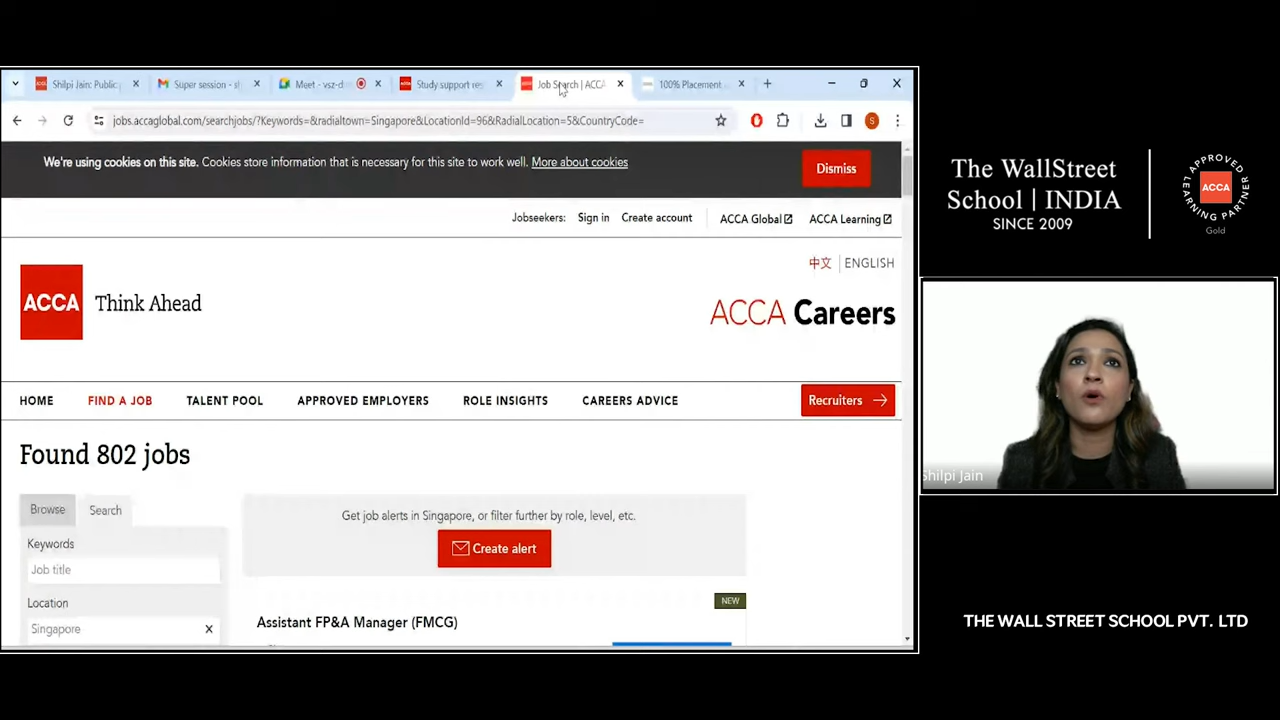 Shilpi Jain: Public
Super session - s
Meet - vsz-d
Study support re
Job Search | ACCA
100% Placement
jobs.accaglobal.com/searchjobs/?Keywords=&radialtown=Singapore&LocationId=96&RadialLocation=5&CountryCode=
S
We're using cookies on this site. Cookies store information that is necessary for this site to work well. More about cookies
Dismiss
Jobseekers: Sign in Create account ACCA Global ACCA Learning
中文 ENGLISH
ACCA Think Ahead
ACCA Careers
HOME FIND A JOB TALENT POOL APPROVED EMPLOYERS ROLE INSIGHTS CAREERS ADVICE
Recruiters
Found 802 jobs
Browse Search
Keywords
Job title
Location
Singapore
Get job alerts in Singapore, or filter further by role, level, etc.
Create alert
NEW
Assistant FP&A Manager (FMCG)
The WallStreet
School | INDIA
SINCE 2009
APPROVED
LEARNING PARTNER
ACCA
Gold
Shilpi Jain
THE WALL STREET SCHOOL PVT. LTD